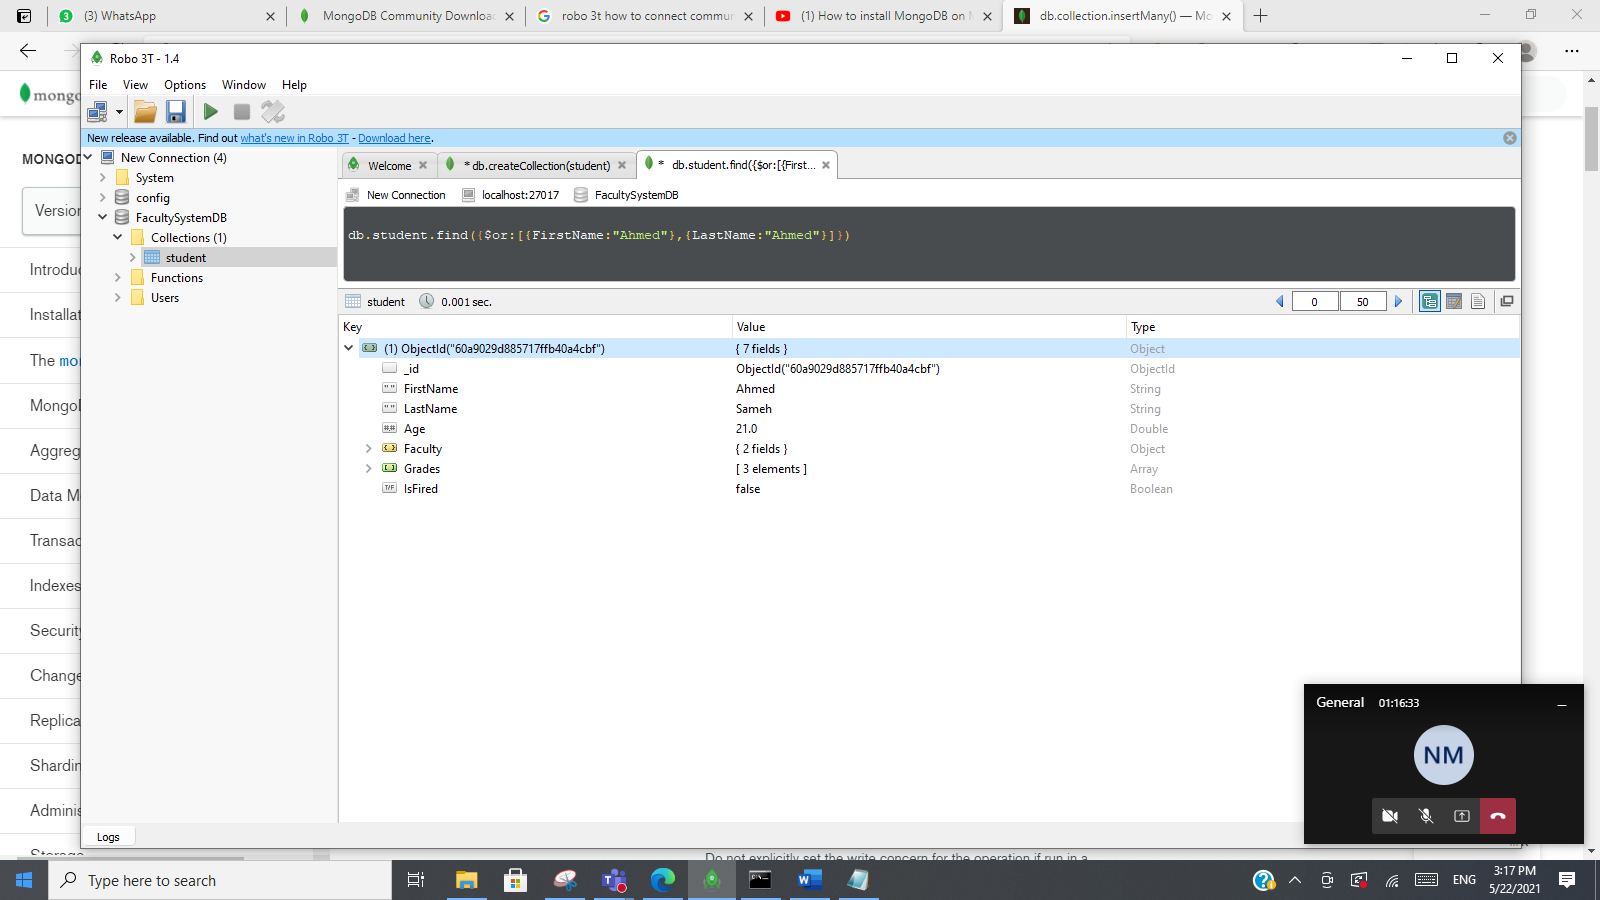 (3) WhatsApp
MongoDB Community Downloa
robo 3t how to connect commu
(1) How to install MongoDB on
db.collection.insertMany() — Mo
Robo 3T - 1.4
File View Options Window Help
New release available. Find out what's new in Robo 3T - Download here.
mongo
MONGOD
Version
Introdu
Installat
The mo
Mongo
Aggreg
Data M
Transac
Indexes
Security
Change
Replica
Shardin
Adminis
Storage
New Connection (4)
System
config
FacultySystemDB
Collections (1)
student
Functions
Users
Welcome
* db.createCollection(student)
* db.student.find({$or:[{First...
New Connection localhost:27017 FacultySystemDB
db.student.find({$or:[{FirstName:"Ahmed"},{LastName:"Ahmed"}]})
student 0.001 sec. 0 50
Key Value Type
(1) ObjectId("60a9029d885717ffb40a4cbf") { 7 fields } Object
_id ObjectId("60a9029d885717ffb40a4cbf") ObjectId
FirstName Ahmed String
LastName Sameh String
Age 21.0 Double
Faculty { 2 fields } Object
Grades [ 3 elements ] Array
IsFired false Boolean
General 01:16:33
NM
Logs
Do not explicitly set the write concern for the operation if run in a
Type here to search
ENG
3:17 PM
5/22/2021